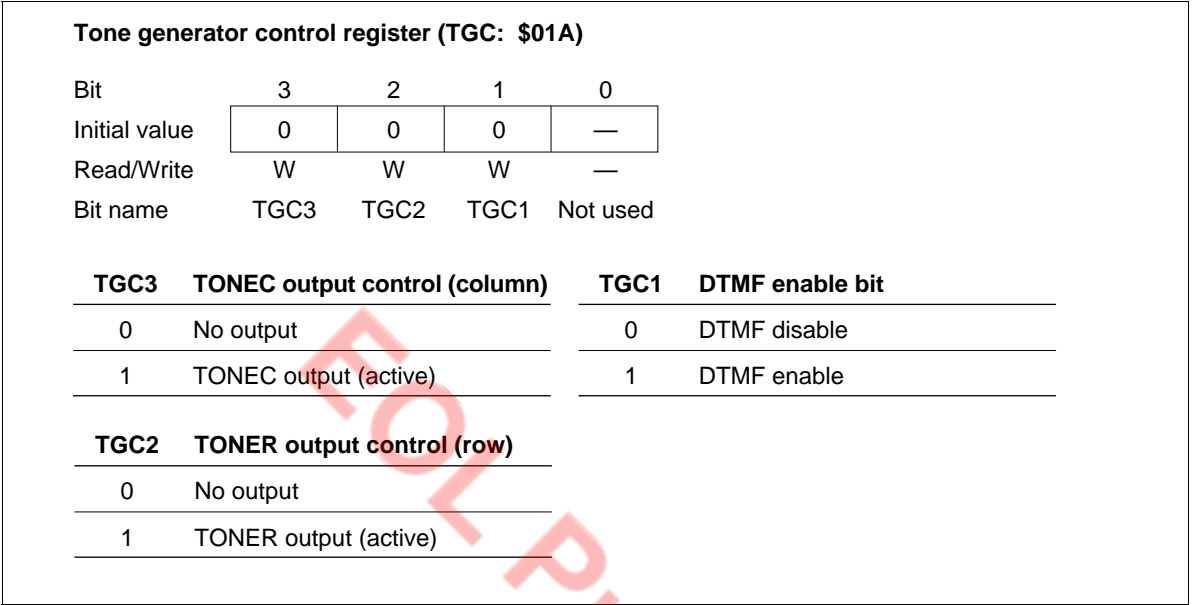 Tone generator control register (TGC: $01A)
Bit 3 2 1 0
Initial value 0 0 0 —
Read/Write W W W —
Bit name TGC3 TGC2 TGC1 Not used
TGC3 TONEC output control (column)
0 No output
1 TONEC output (active)
TGC1 DTMF enable bit
0 DTMF disable
1 DTMF enable
TGC2 TONER output control (row)
0 No output
1 TONER output (active)
EOL